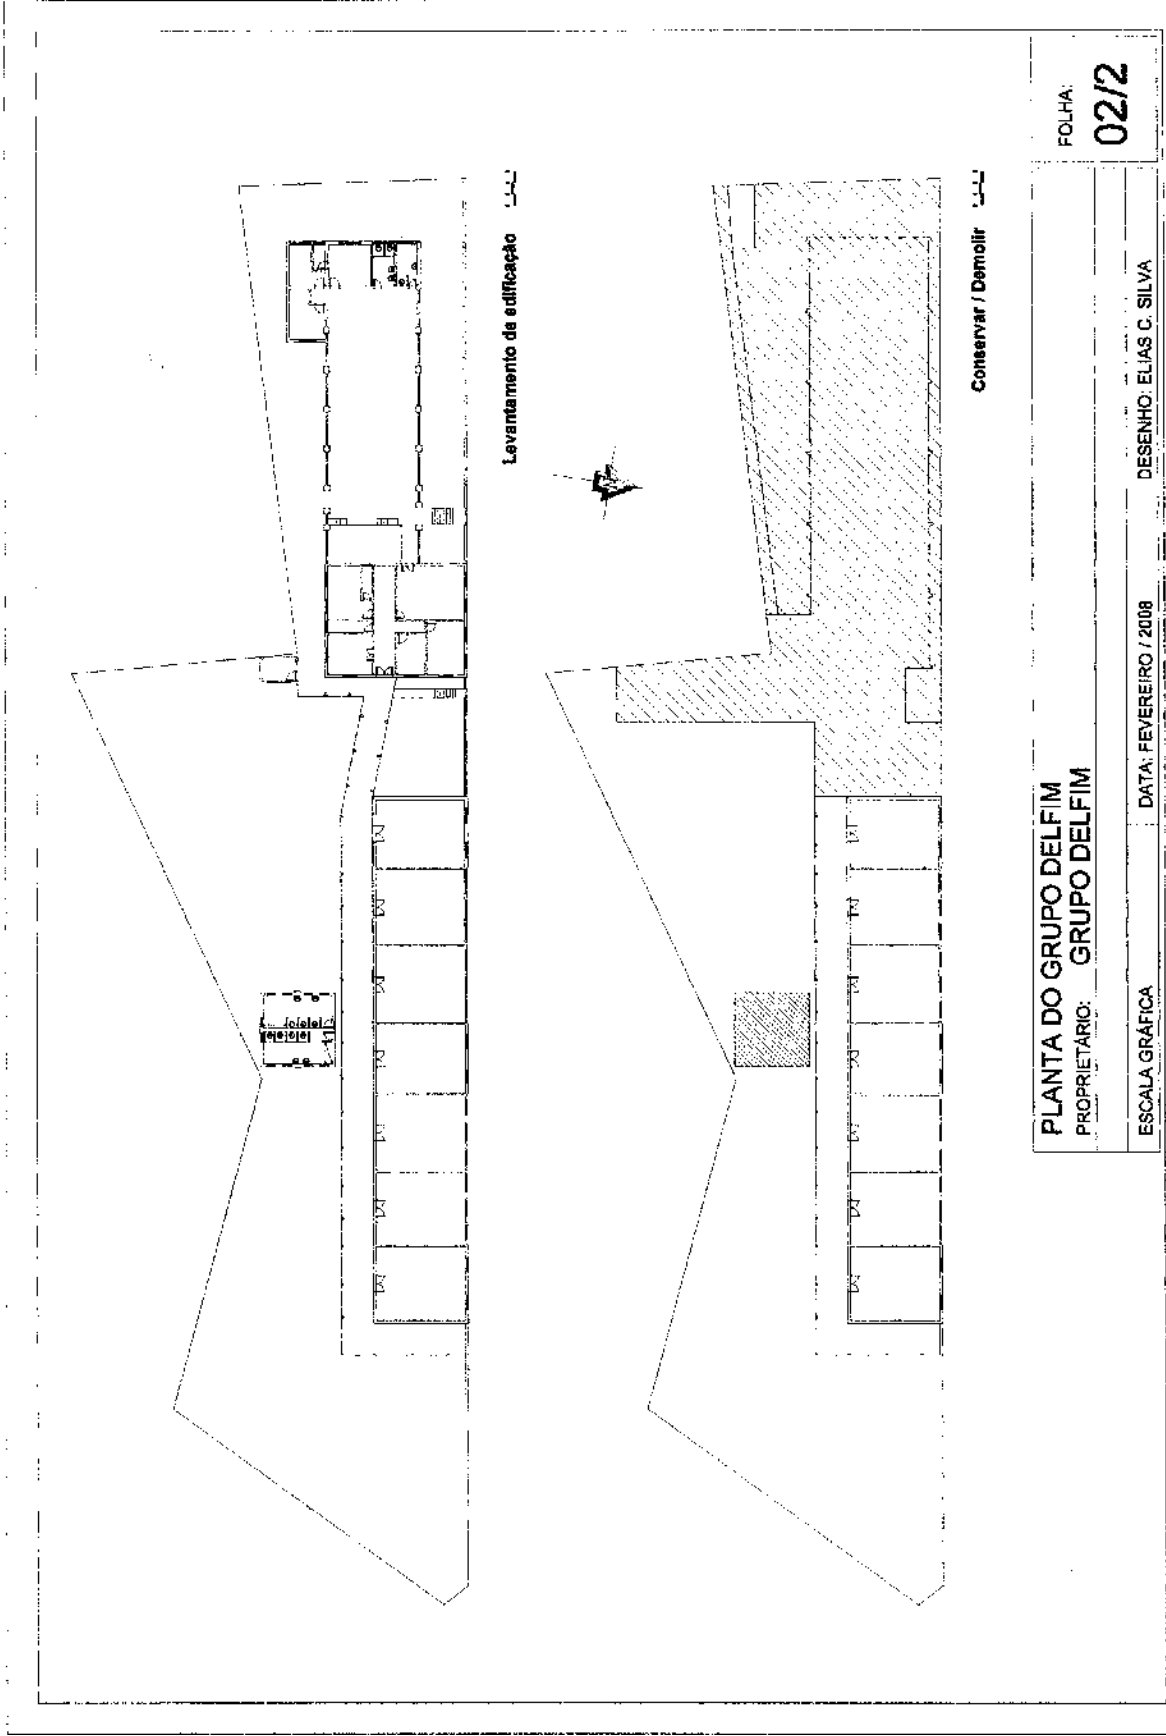 Levantamento de edificação
Conservar / Demolir
FOLHA:
02/2
PLANTA DO GRUPO DELFIM
PROPRIETÁRIO: GRUPO DELFIM
ESCALA GRÁFICA
DATA: FEVEREIRO / 2008
DESENHO: ELIAS C. SILVA